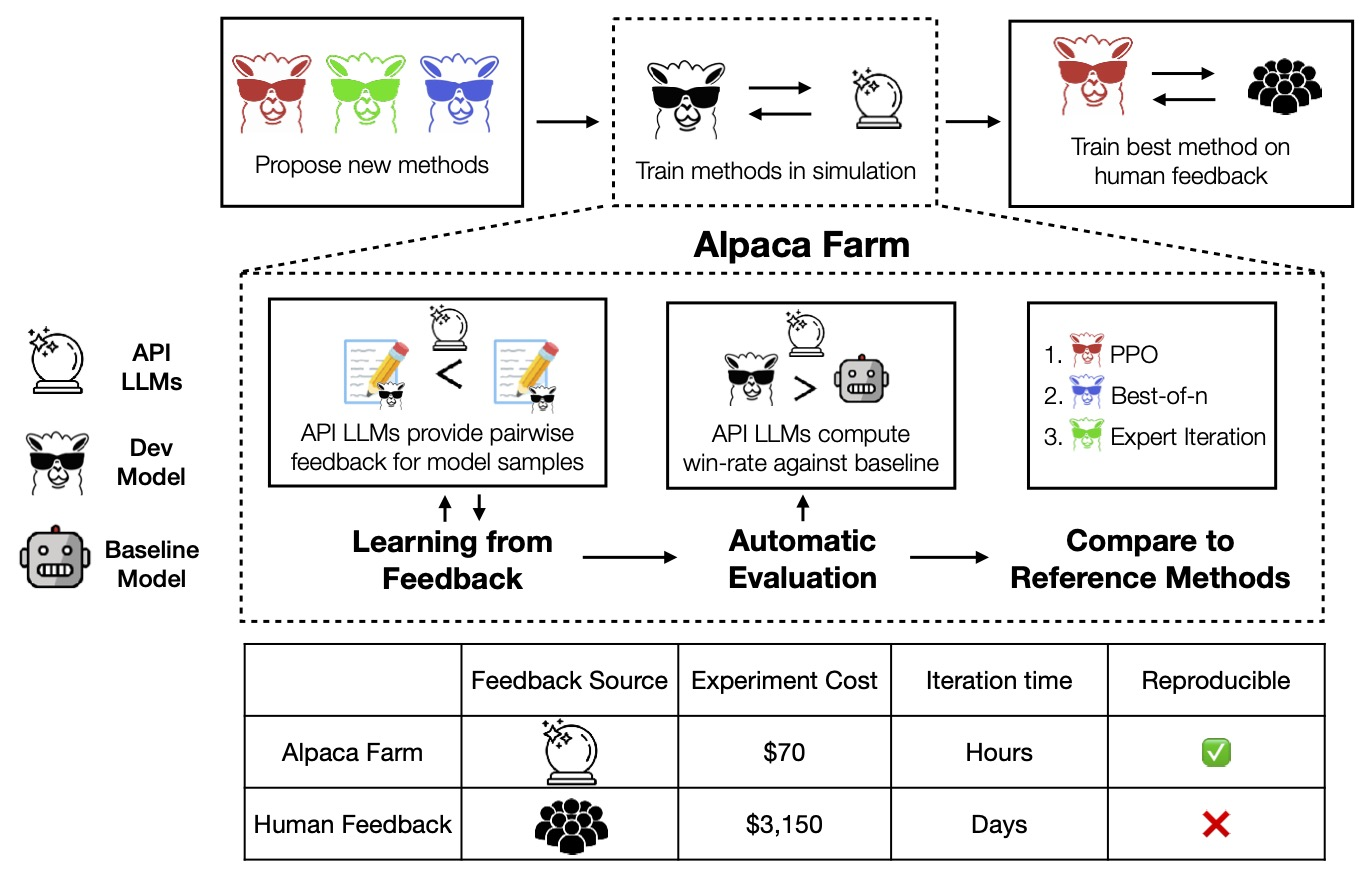 Propose new methods
Train methods in simulation
Train best method on
human feedback
Alpaca Farm
API
LLMs
Dev
Model
Baseline
Model
API LLMs provide pairwise
feedback for model samples
API LLMs compute
win-rate against baseline
1. PPO
2. Best-of-n
3. Expert Iteration
Learning from
Feedback
Automatic
Evaluation
Compare to
Reference Methods
Feedback Source Experiment Cost Iteration time Reproducible
Alpaca Farm $70 Hours
Human Feedback $3,150 Days